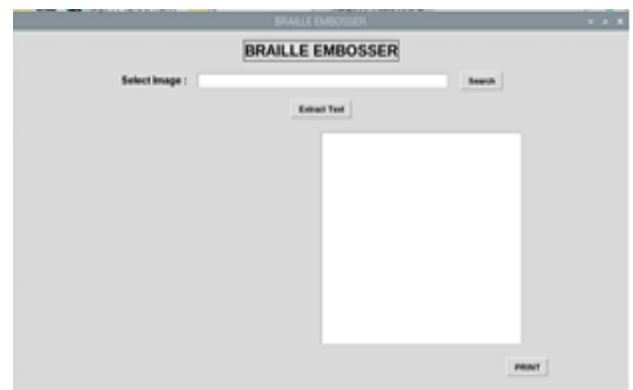 BRAILLE EMBOSSER
BRAILLE EMBOSSER
Select Image :
Search
Extract Text
PRINT